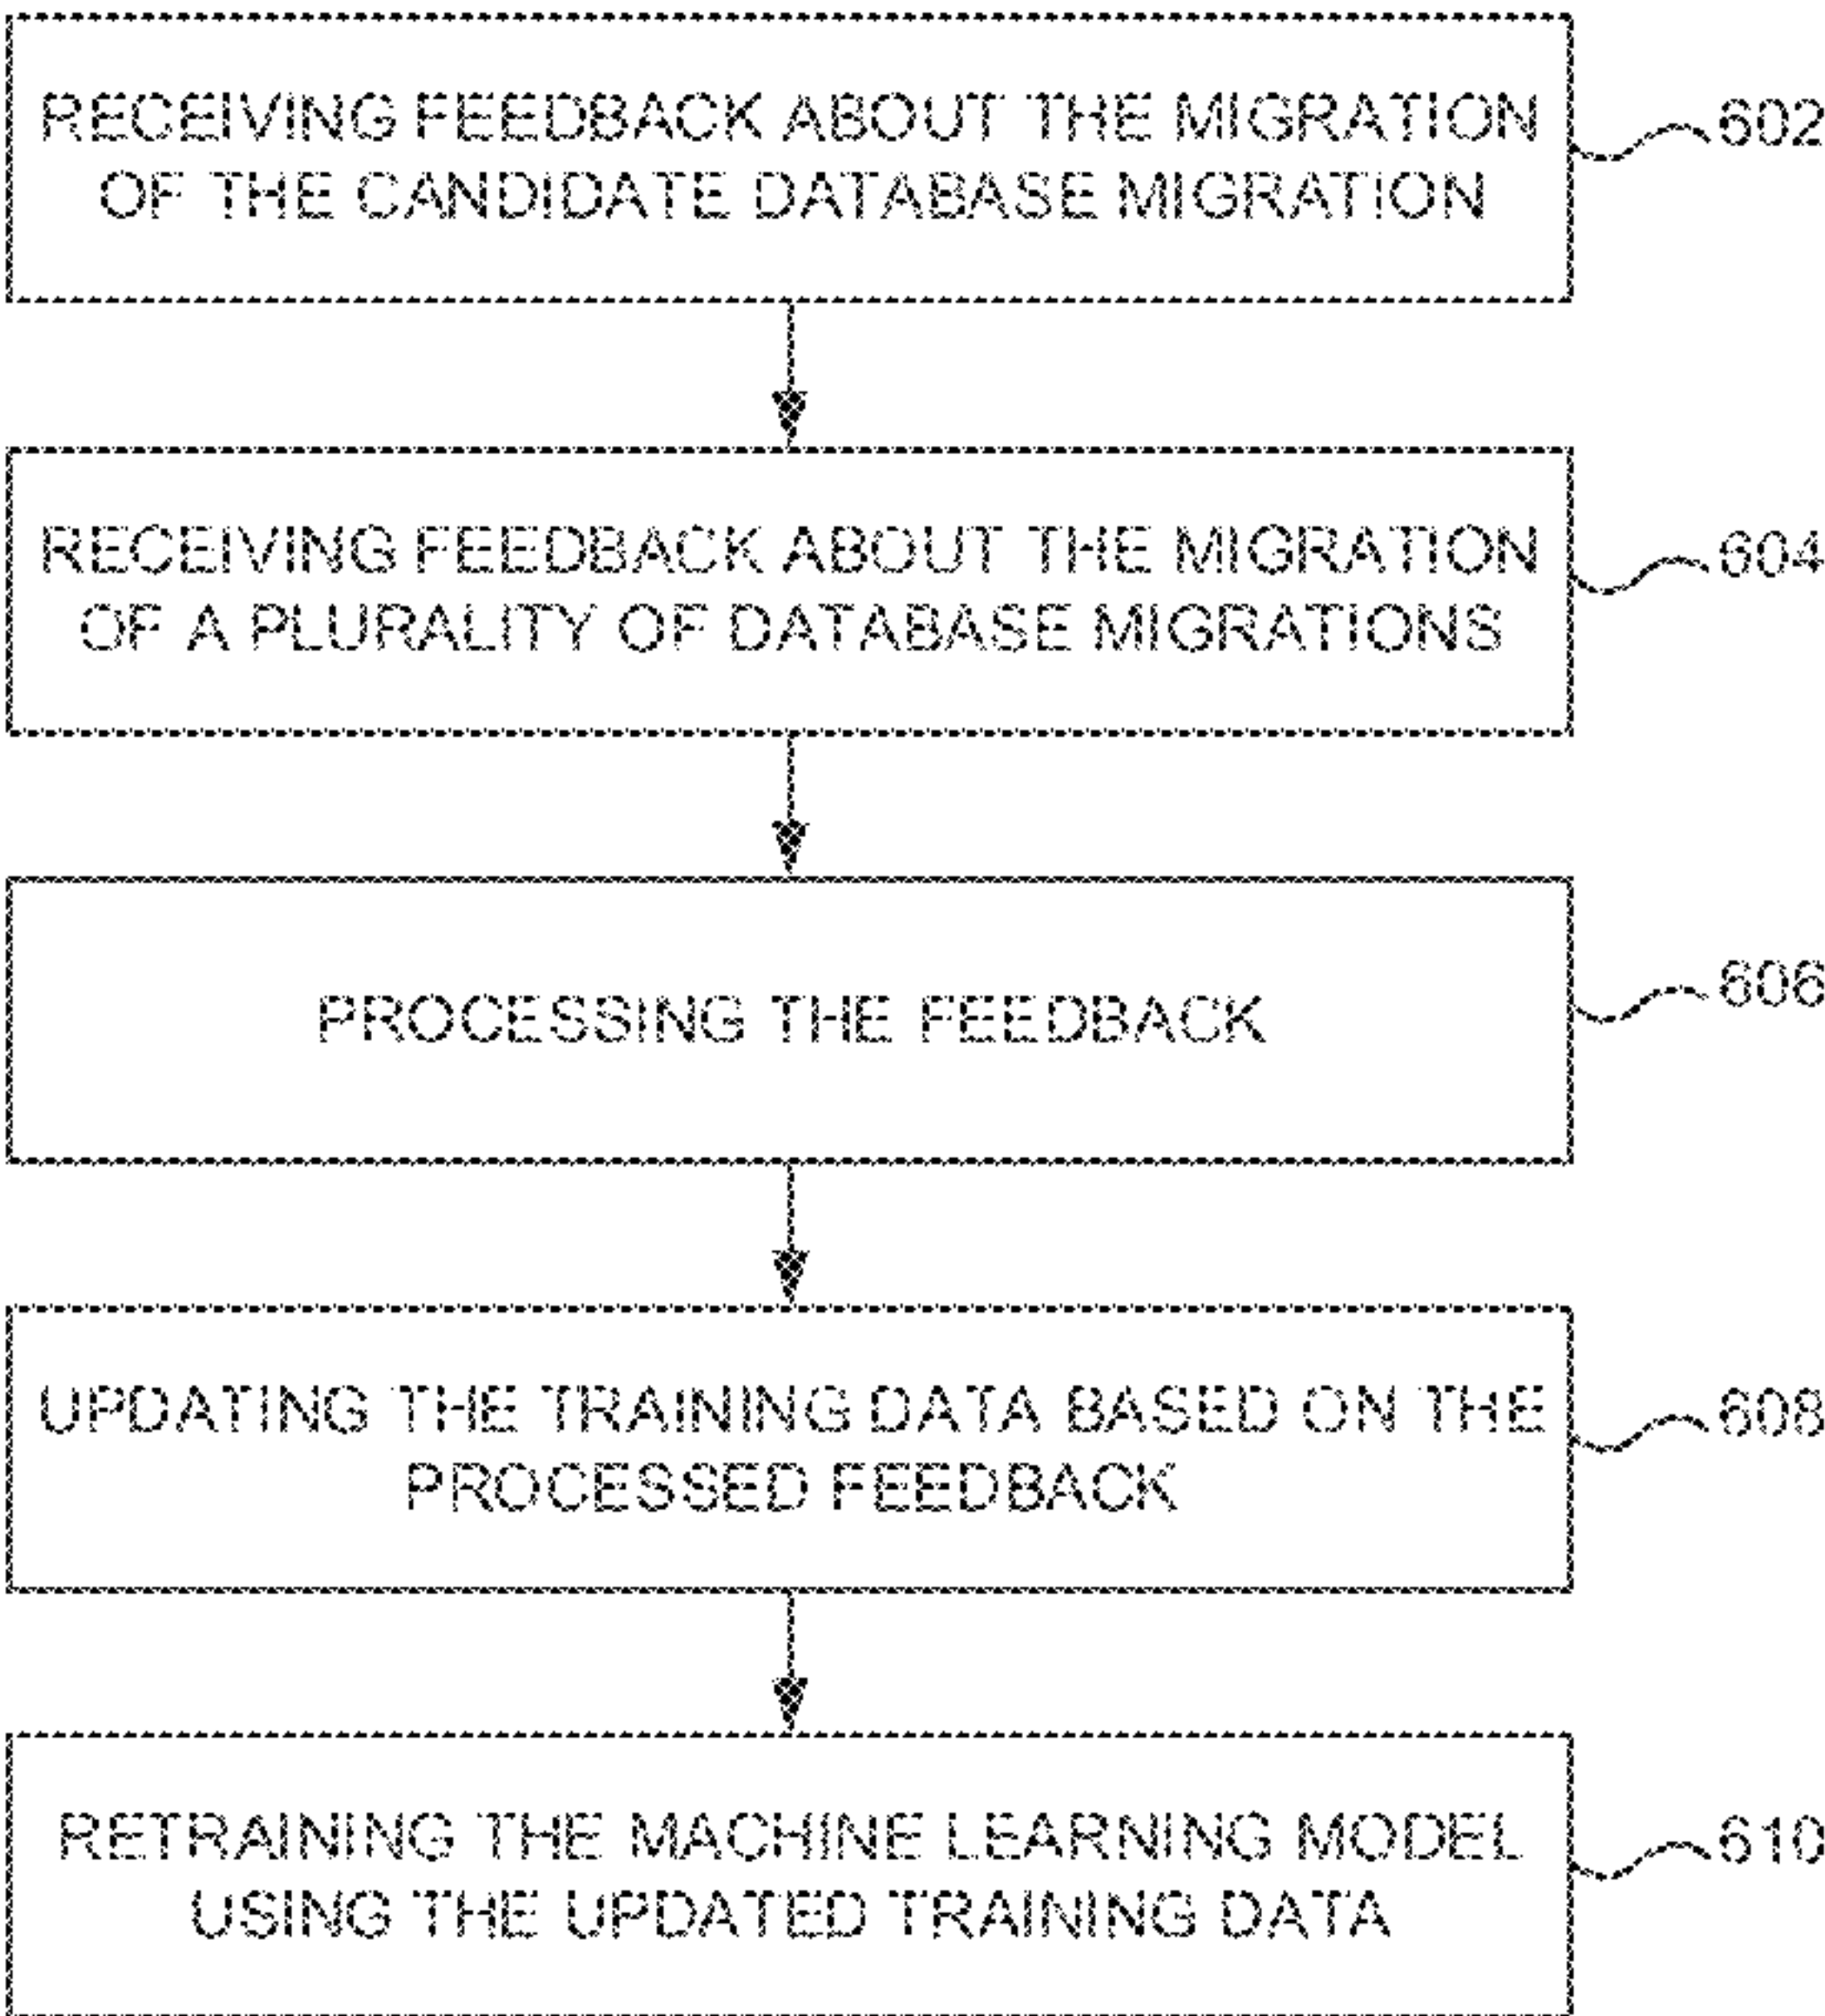 RECEIVING FEEDBACK ABOUT THE MIGRATION
OF THE CANDIDATE DATABASE MIGRATION
602
RECEIVING FEEDBACK ABOUT THE MIGRATION
OF A PLURALITY OF DATABASE MIGRATIONS
604
PROCESSING THE FEEDBACK
606
UPDATING THE TRAINING DATA BASED ON THE
PROCESSED FEEDBACK
608
RETRAINING THE MACHINE LEARNING MODEL
USING THE UPDATED TRAINING DATA
610